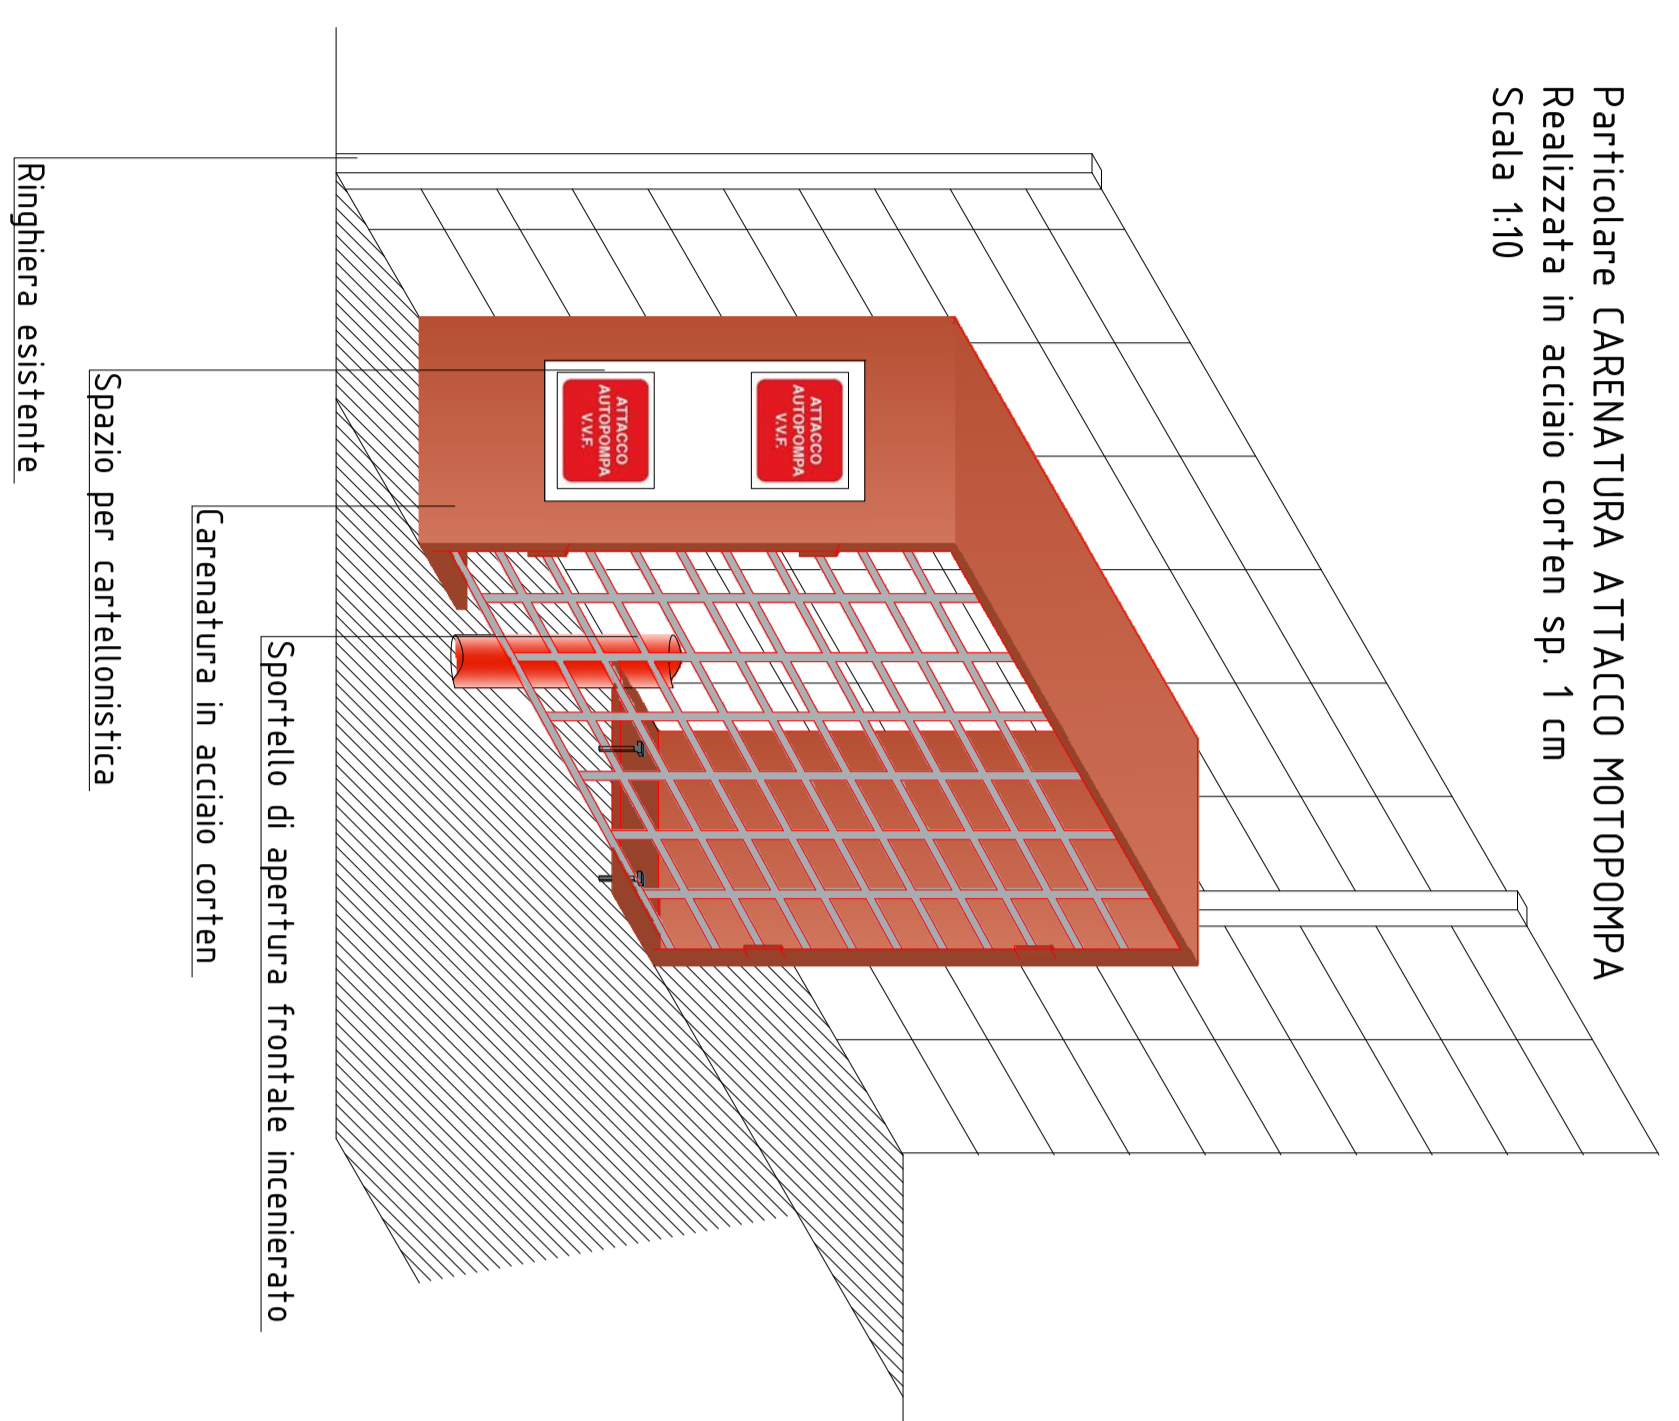 Particolare CARENATURA ATTACCO MOTOPOMPA
Realizzata in acciaio corten sp. 1 cm
Scala 1:10
ATTACCO
AUTOPOMPA
V.V.F.
ATTACCO
AUTOPOMPA
V.V.F.
Sportello di apertura frontale incenierato
Carenatura in acciaio corten
Spazio per cartellonistica
Ringhiera esistente